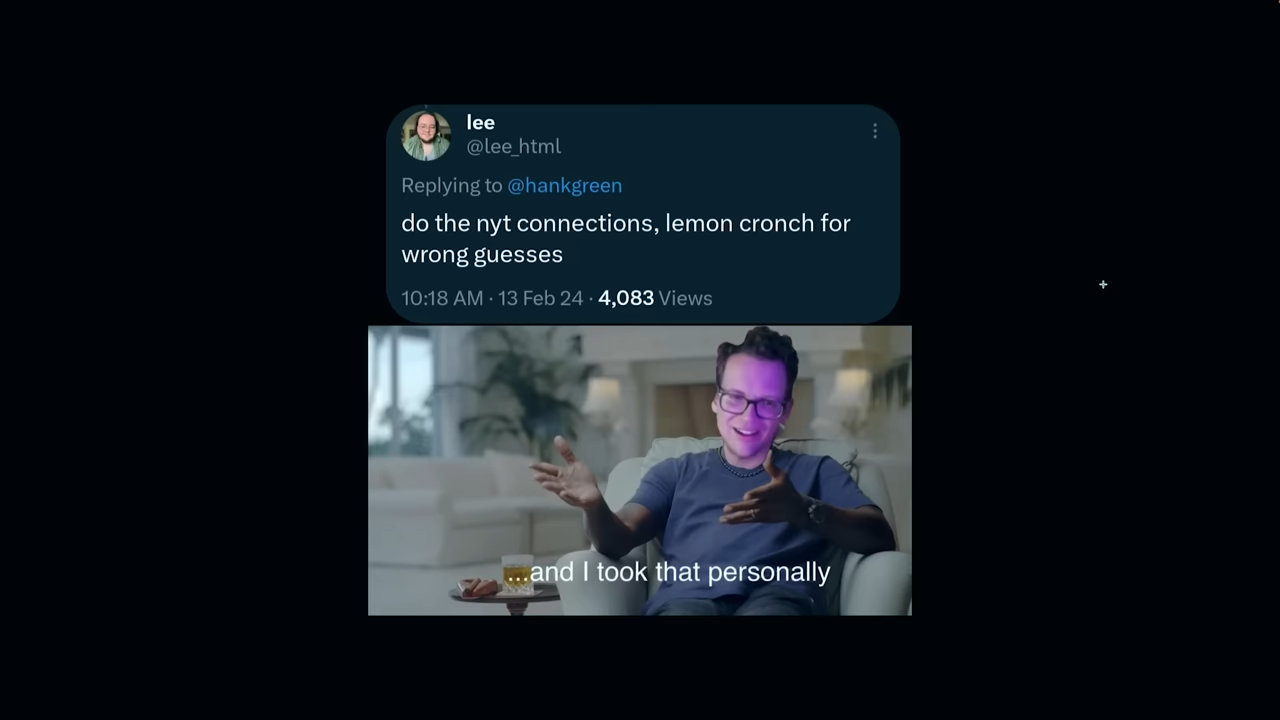 lee
@lee_html
Replying to @hankgreen
do the nyt connections, lemon cronch for
wrong guesses
10:18 AM · 13 Feb 24 · 4,083 Views
...and I took that personally